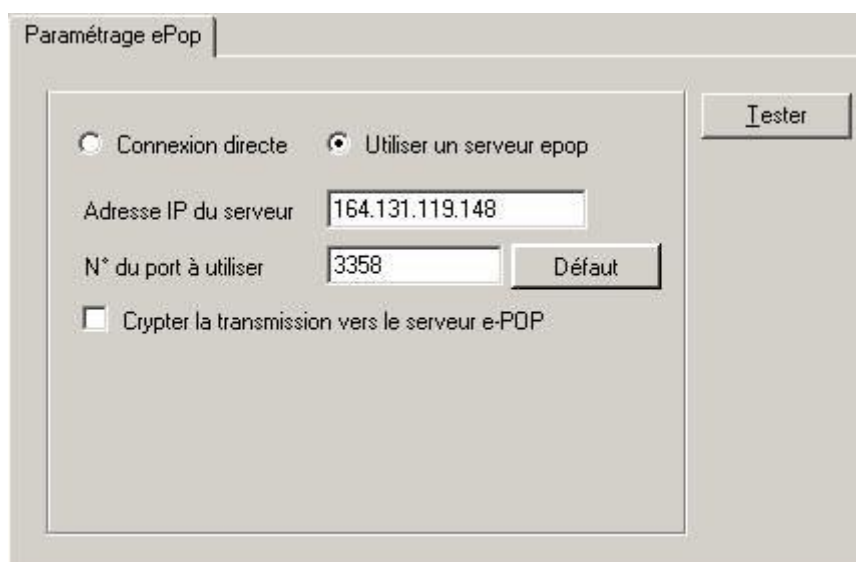 Paramétrage ePop
Connexion directe
Utiliser un serveur epop
Tester
Adresse IP du serveur 164.131.119.148
N° du port à utiliser 3358 Défaut
Crypter la transmission vers le serveur e-POP